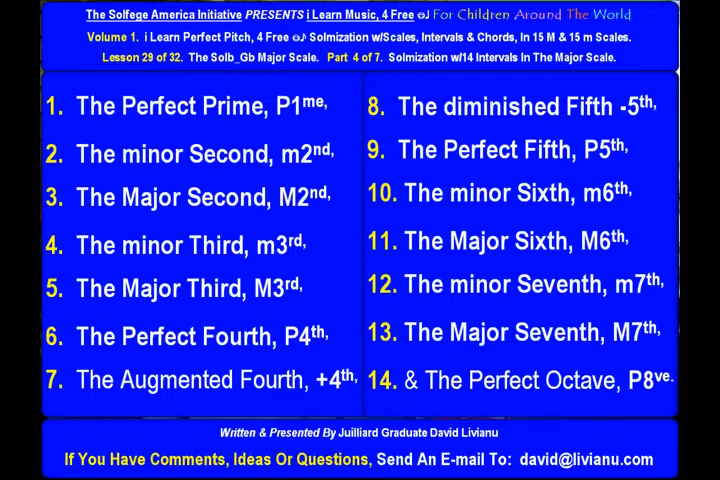 The Solfege America Initiative PRESENTS i Learn Music, 4 Free ɵ♩ For Children Around The World
Volume 1. i Learn Perfect Pitch, 4 Free ɵ♪ Solmization w/Scales, Intervals & Chords, In 15 M & 15 m Scales.
Lesson 29 of 32. The Solb_Gb Major Scale. Part 4 of 7. Solmization w/14 Intervals In The Major Scale.
1. The Perfect Prime, P1me,
2. The minor Second, m2nd,
3. The Major Second, M2nd,
4. The minor Third, m3rd,
5. The Major Third, M3rd,
6. The Perfect Fourth, P4th,
7. The Augmented Fourth, +4th,
8. The diminished Fifth -5th,
9. The Perfect Fifth, P5th,
10. The minor Sixth, m6th,
11. The Major Sixth, M6th,
12. The minor Seventh, m7th,
13. The Major Seventh, M7th,
14. & The Perfect Octave, P8ve.
Written & Presented By Juilliard Graduate David Livianu
If You Have Comments, Ideas Or Questions, Send An E-mail To: david@livianu.com